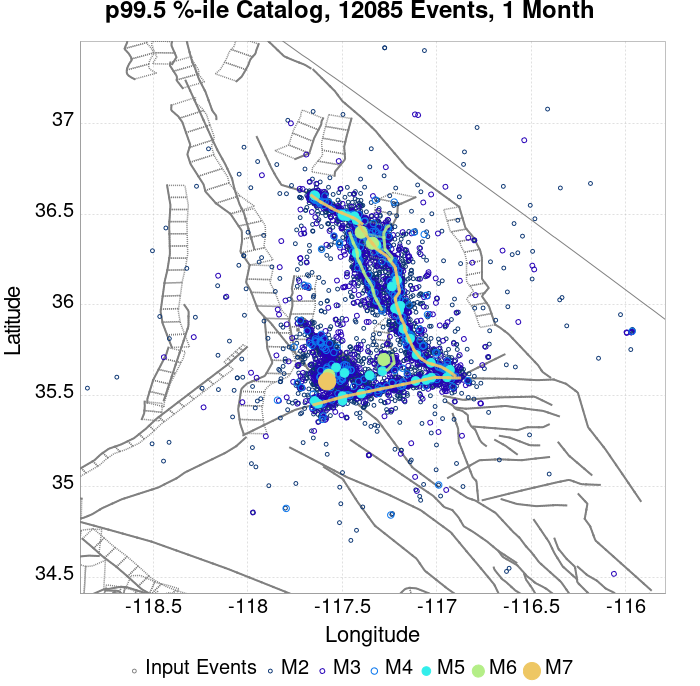 p99.5 %-ile Catalog, 12085 Events, 1 Month
Latitude
37
36.5
36
35.5
35
34.5
-118.5 -118 -117.5 -117 -116.5 -116
Longitude
Input Events M2 M3 M4 M5 M6 M7